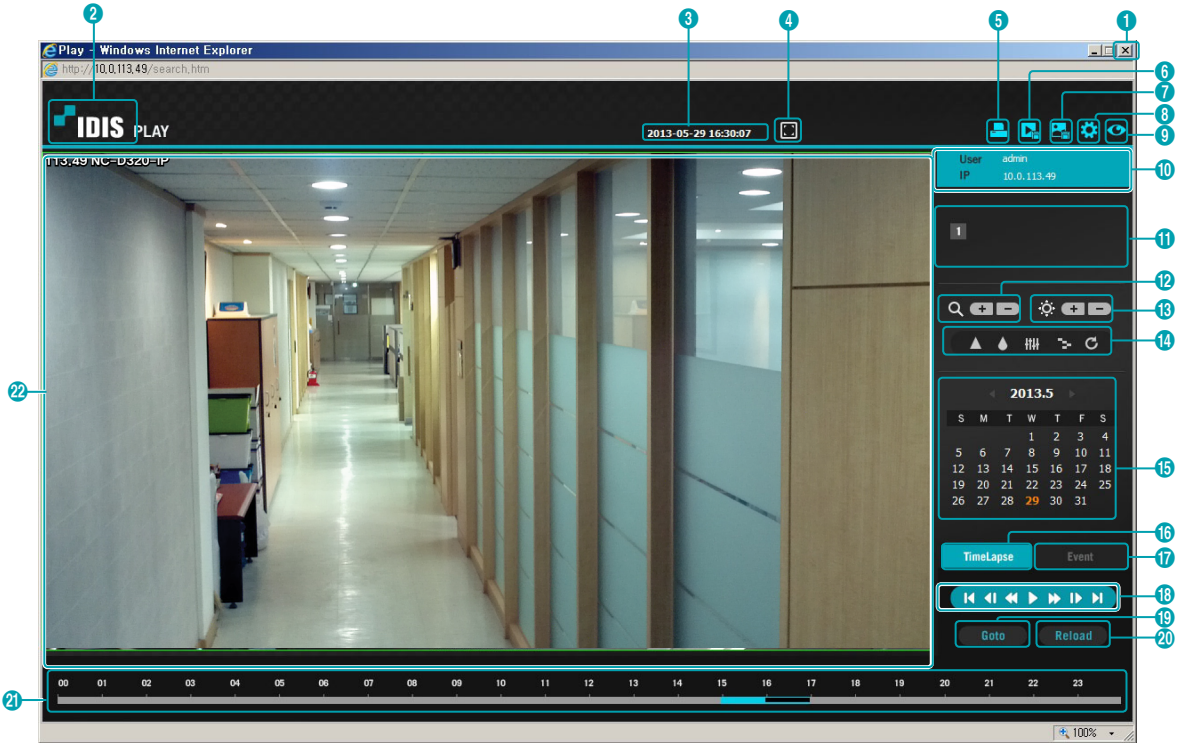 2
3
4
5
1
Play - Windows Internet Explorer
http://10.0.113.49/search.htm
6
7
8
IDIS PLAY
2013-05-29 16:30:07
9
113.49 NC-D320-IP
User admin
IP 10.0.113.49
10
1
11
12
13
14
22
2013.5
S M T W T F S
1 2 3 4
5 6 7 8 9 10 11
12 13 14 15 16 17 18
19 20 21 22 23 24 25
26 27 28 29 30 31
15
16
TimeLapse Event
17
18
19
Goto Reload
20
00 01 02 03 04 05 06 07 08 09 10 11 12 13 14 15 16 17 18 19 20 21 22 23
21
100%